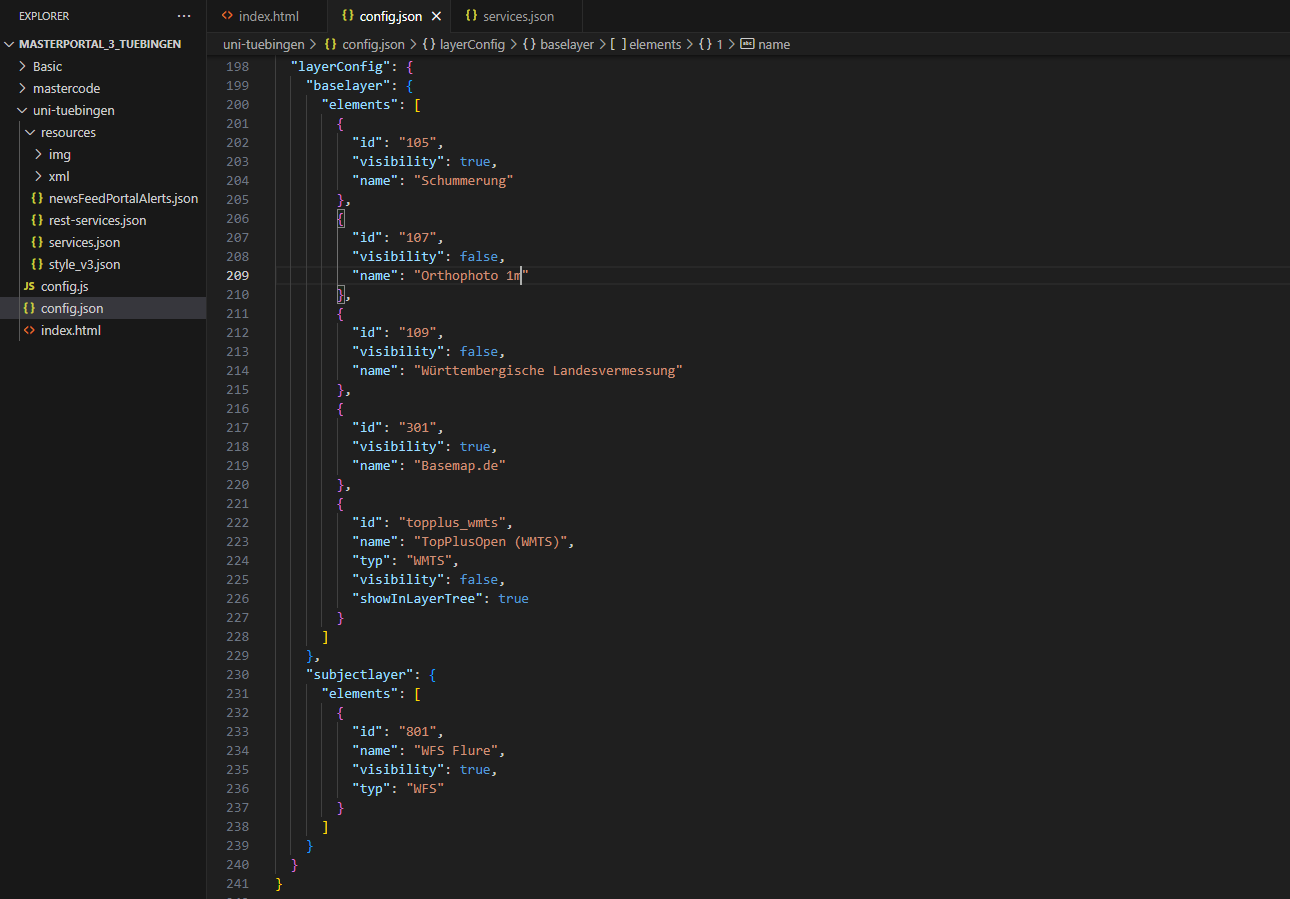 EXPLORER ···
MASTERPORTAL_3_TUEBINGEN
Basic
mastercode
uni-tuebingen
resources
img
xml
{} newsFeedPortalAlerts.json
{} rest-services.json
{} services.json
{} style_v3.json
JS config.js
{} config.json
<> index.html
<> index.html {} config.json × {} services.json
uni-tuebingen > {} config.json > {} layerConfig > {} baselayer > [ ] elements > {} 1 > abc name
198 "layerConfig": {
199 "baselayer": {
200 "elements": [
201 {
202 "id": "105",
203 "visibility": true,
204 "name": "Schummerung"
205 },
206 {
207 "id": "107",
208 "visibility": false,
209 "name": "Orthophoto 1m"
210 },
211 {
212 "id": "109",
213 "visibility": false,
214 "name": "Württembergische Landesvermessung"
215 },
216 {
217 "id": "301",
218 "visibility": true,
219 "name": "Basemap.de"
220 },
221 {
222 "id": "topplus_wmts",
223 "name": "TopPlusOpen (WMTS)",
224 "typ": "WMTS",
225 "visibility": false,
226 "showInLayerTree": true
227 }
228 ]
229 },
230 "subjectlayer": {
231 "elements": [
232 {
233 "id": "801",
234 "name": "WFS Flure",
235 "visibility": true,
236 "typ": "WFS"
237 }
238 ]
239 }
240 }
241 }